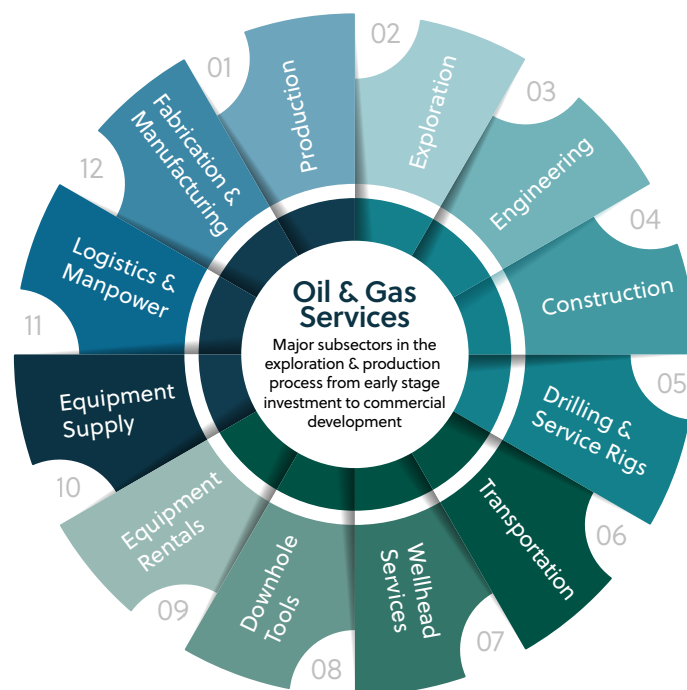 Oil & Gas
Services
Major subsectors in the
exploration & production
process from early stage
investment to commercial
development
01
Production
02
Exploration
03
Engineering
04
Construction
05
Drilling &
Service Rigs
06
Transportation
07
Wellhead
Services
08
Downhole
Tools
09
Equipment
Rentals
10
Equipment
Supply
11
Logistics &
Manpower
12
Fabrication &
Manufacturing